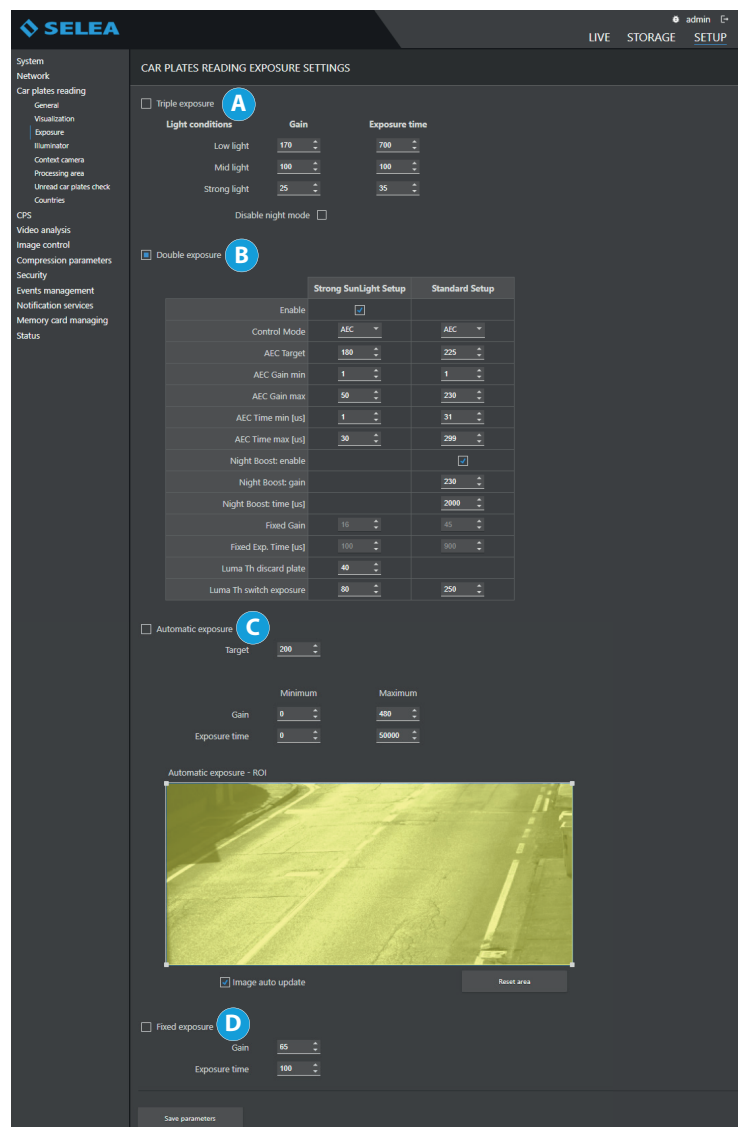 SELEA
admin
LIVE STORAGE SETUP
System
Network
Car plates reading
General
Visualization
Exposure
Illuminator
Context camera
Processing area
Unread car plates check
Countries
CPS
Video analysis
Image control
Compression parameters
Security
Events management
Notification services
Memory card managing
Status
CAR PLATES READING EXPOSURE SETTINGS
Triple exposure A
Light conditions Gain Exposure time
Low light 170 700
Mid light 100 100
Strong light 25 35
Disable night mode
Double exposure B
Strong SunLight Setup Standard Setup
Enable
Control Mode AEC AEC
AEC Target 180 225
AEC Gain min 1 1
AEC Gain max 50 230
AEC Time min [us] 1 31
AEC Time max [us] 30 299
Night Boost: enable
Night Boost: gain 230
Night Boost: time [us] 2000
Fixed Gain 16 45
Fixed Exp. Time [us] 100 900
Luma Th discard plate 40
Luma Th switch exposure 80 250
Automatic exposure C
Target 200
Minimum Maximum
Gain 0 480
Exposure time 0 50000
Automatic exposure - ROI
Image auto update Reset area
Fixed exposure D
Gain 65
Exposure time 100
Save parameters